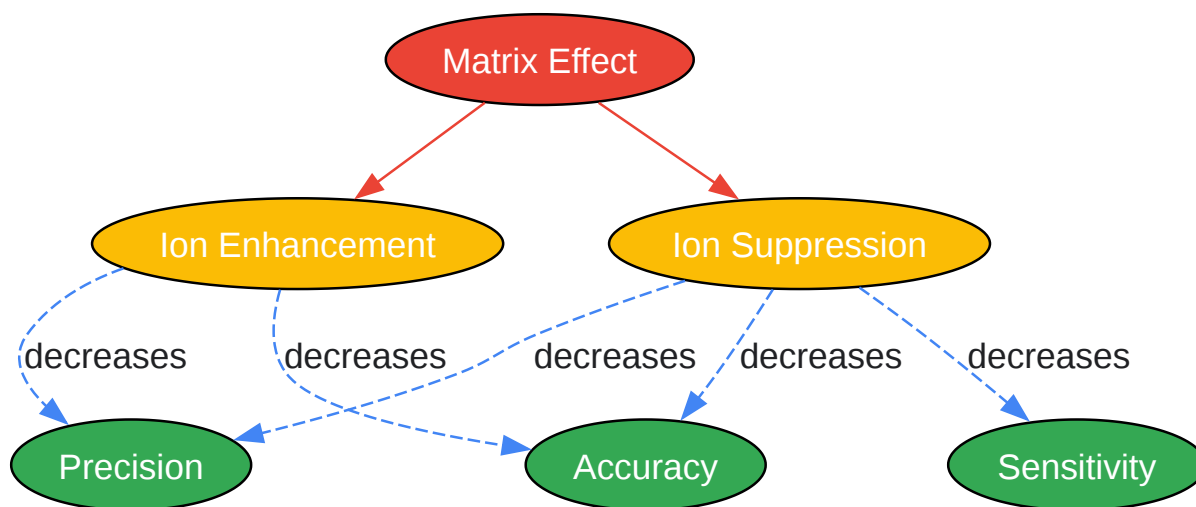 Matrix Effect
Ion Enhancement
Ion Suppression
decreases
decreases
decreases
decreases
decreases
Precision
Accuracy
Sensitivity